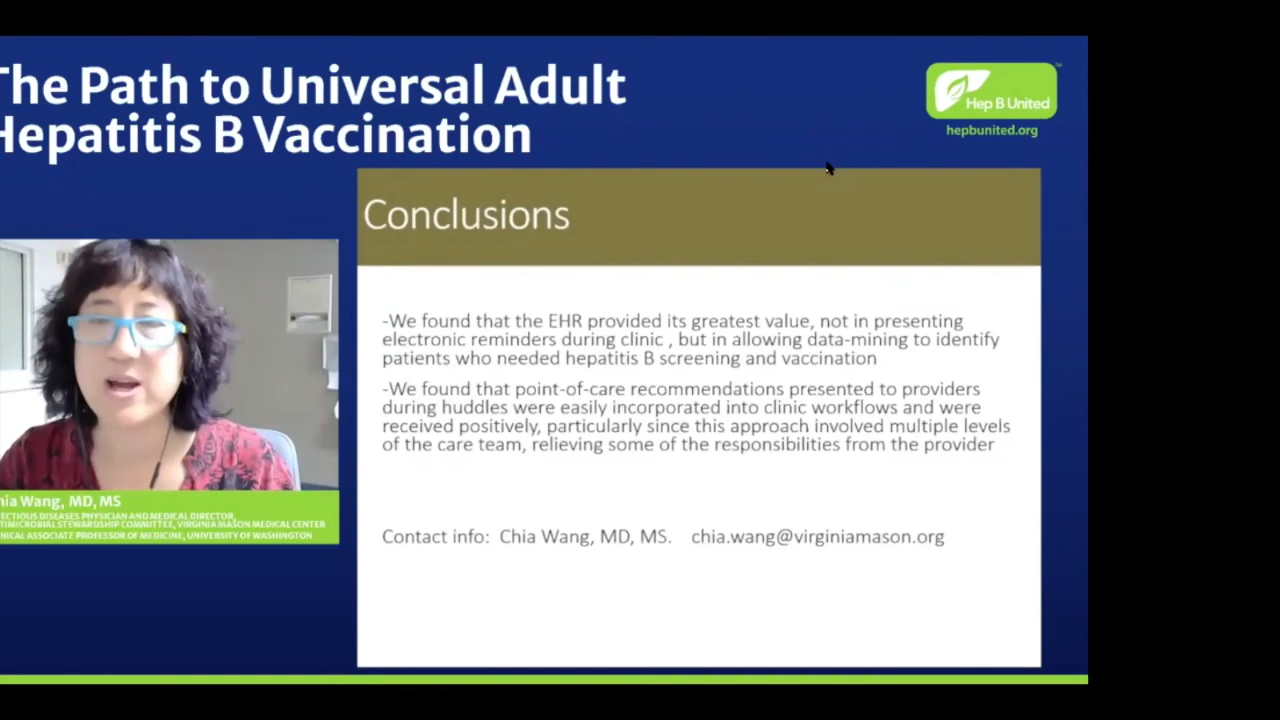 The Path to Universal Adult
Hepatitis B Vaccination
Hep B United
™
hepbunited.org
Conclusions
-We found that the EHR provided its greatest value, not in presenting
electronic reminders during clinic , but in allowing data-mining to identify
patients who needed hepatitis B screening and vaccination
-We found that point-of-care recommendations presented to providers
during huddles were easily incorporated into clinic workflows and were
received positively, particularly since this approach involved multiple levels
of the care team, relieving some of the responsibilities from the provider
Contact info: Chia Wang, MD, MS. chia.wang@virginiamason.org
hia Wang, MD, MS
ECTIOUS DISEASES PHYSICIAN AND MEDICAL DIRECTOR,
TIMICROBIAL STEWARDSHIP COMMITTEE, VIRGINIA MASON MEDICAL CENTER
NICAL ASSOCIATE PROFESSOR OF MEDICINE, UNIVERSITY OF WASHINGTON